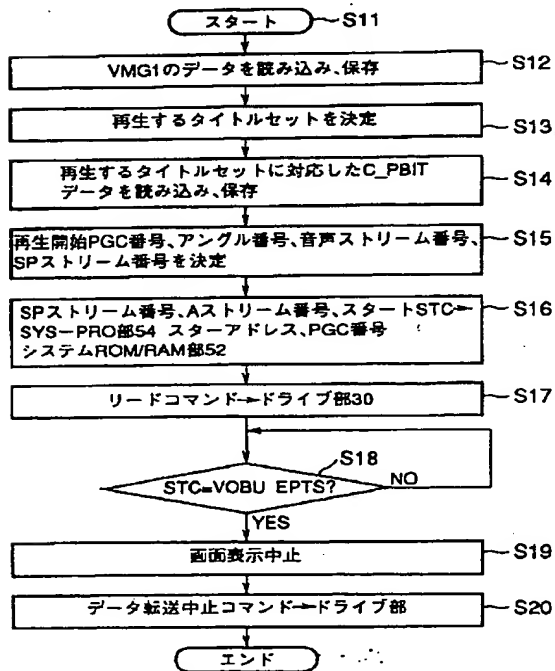 スタート S11
VMG1のデータを読み込み、保存 S12
再生するタイトルセットを決定 S13
再生するタイトルセットに対応したC_PBIT
データを読み込み、保存 S14
再生開始PGC番号、アングル番号、音声ストリーム番号、
SPストリーム番号を決定 S15
SPストリーム番号、Aストリーム番号、スタートSTC→
SYS-PRO部54 スターアドレス、PGC番号
システムROM/RAM部52 S16
リードコマンド→ドライブ部30 S17
S18
STC=VOBU EPTS? NO
YES
画面表示中止 S19
データ転送中止コマンド→ドライブ部 S20
エンド